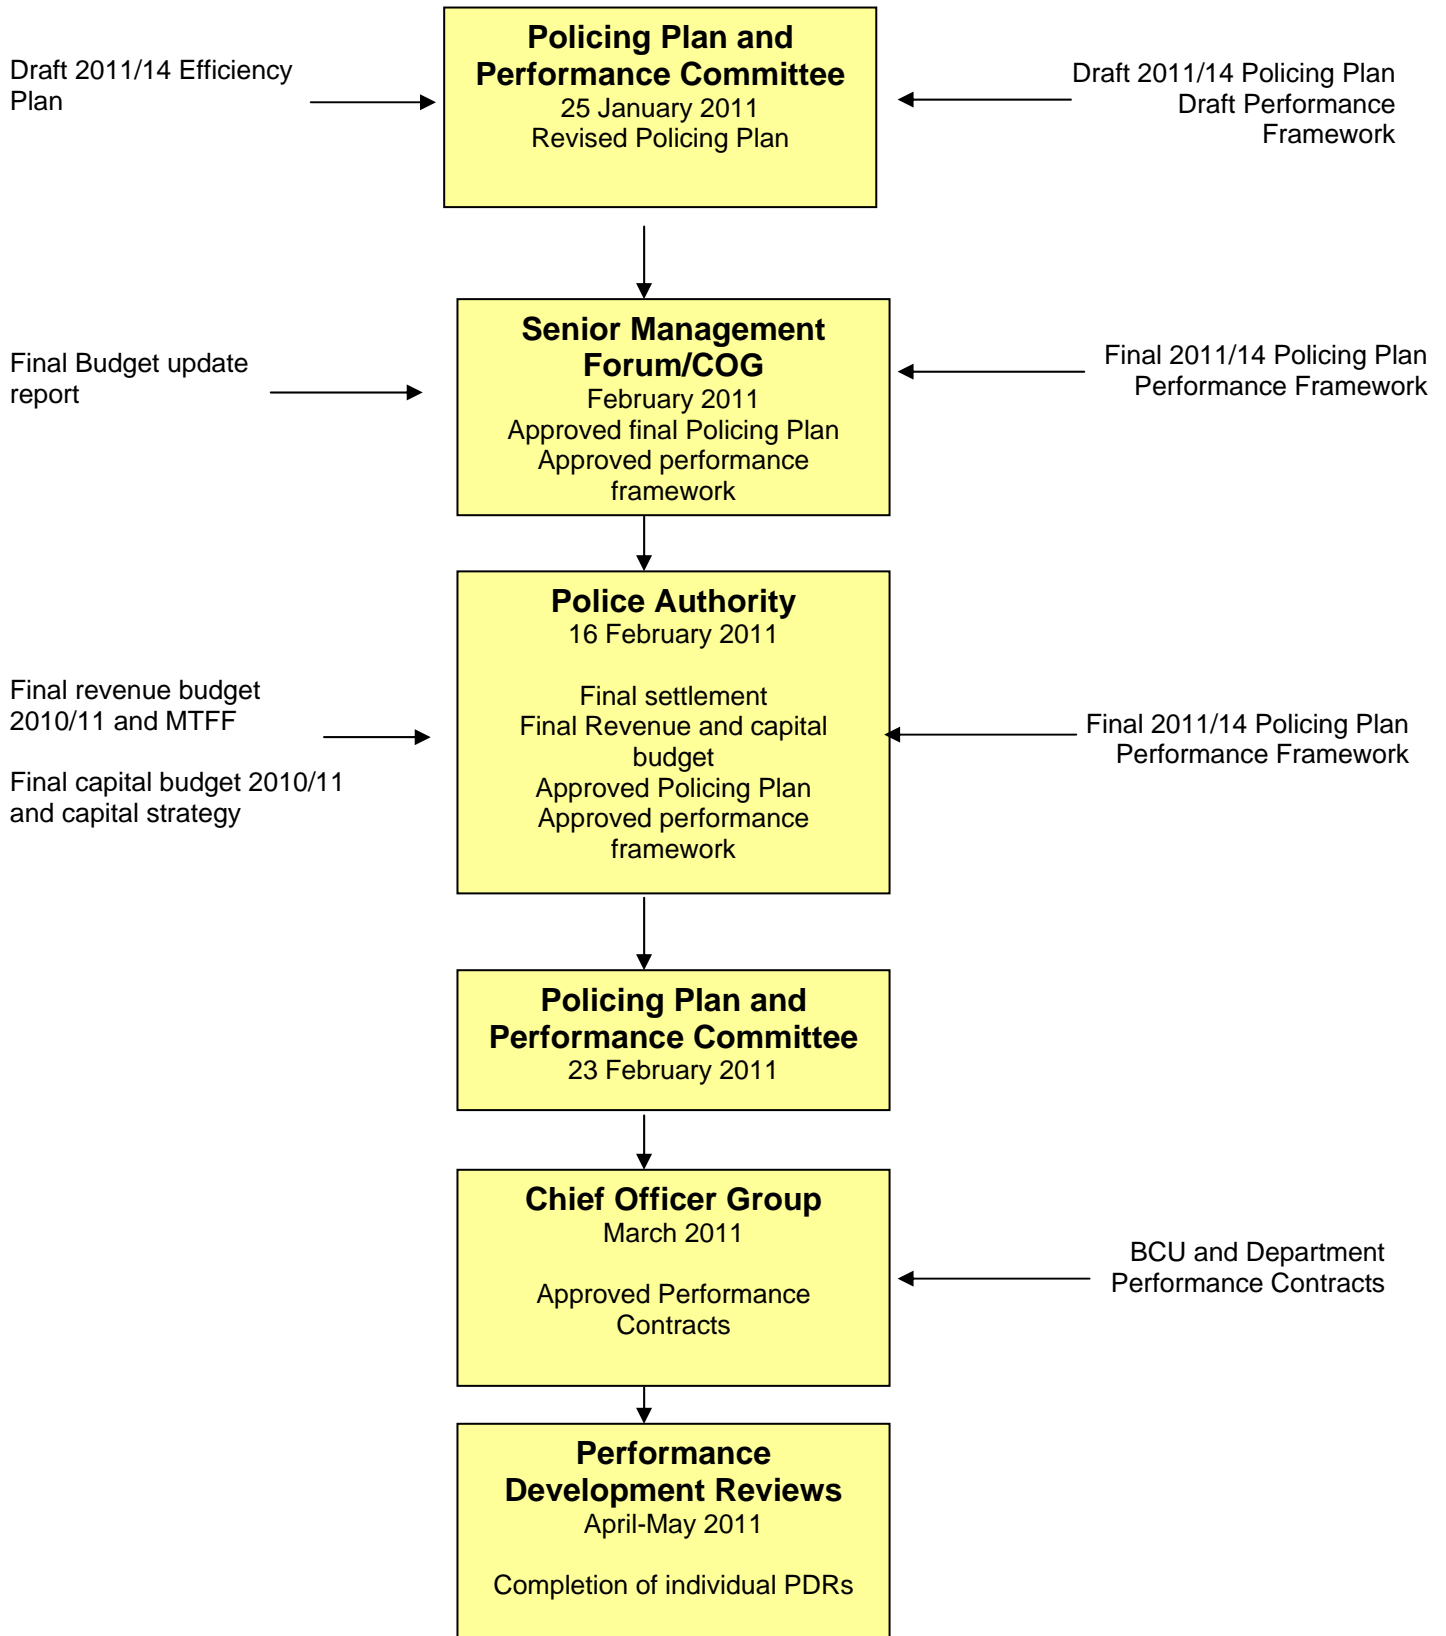 Draft 2011/14 Efficiency
Plan
Policing Plan and
Performance Committee
25 January 2011
Revised Policing Plan
Draft 2011/14 Policing Plan
Draft Performance
Framework
Final Budget update
report
Senior Management
Forum/COG
February 2011
Approved final Policing Plan
Approved performance
framework
Final 2011/14 Policing Plan
Performance Framework
Final revenue budget
2010/11 and MTFF
Final capital budget 2010/11
and capital strategy
Police Authority
16 February 2011
Final settlement
Final Revenue and capital
budget
Approved Policing Plan
Approved performance
framework
Final 2011/14 Policing Plan
Performance Framework
Policing Plan and
Performance Committee
23 February 2011
Chief Officer Group
March 2011
Approved Performance
Contracts
BCU and Department
Performance Contracts
Performance
Development Reviews
April-May 2011
Completion of individual PDRs